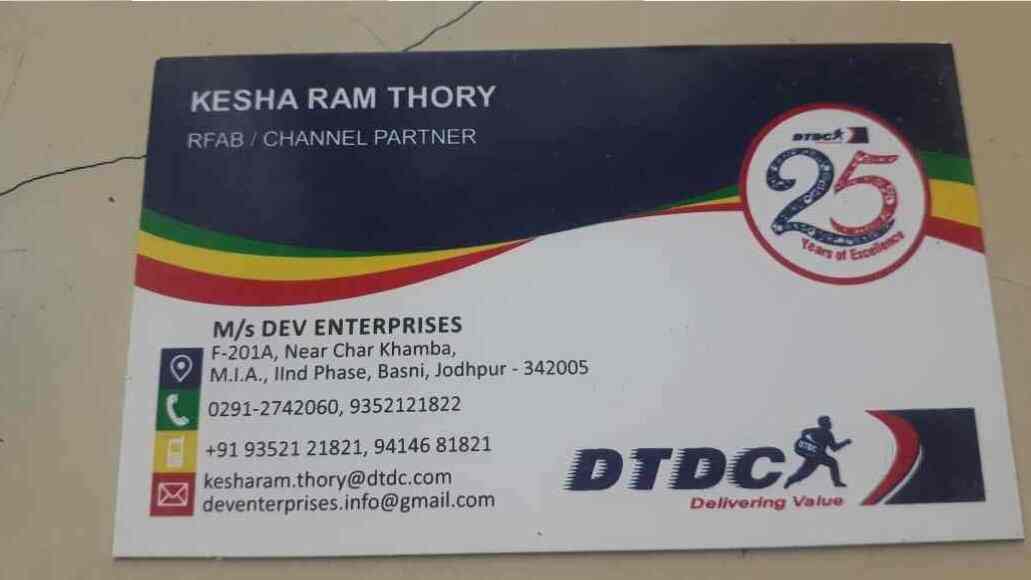 KESHA RAM THORY
RFAB / CHANNEL PARTNER
DTDC
25
Years of Excellence
M/s DEV ENTERPRISES
F-201A, Near Char Khamba,
M.I.A., IInd Phase, Basni, Jodhpur - 342005
0291-2742060, 9352121822
+91 93521 21821, 94146 81821
kesharam.thory@dtdc.com
deventerprises.info@gmail.com
DTDC
DTDC
Delivering Value